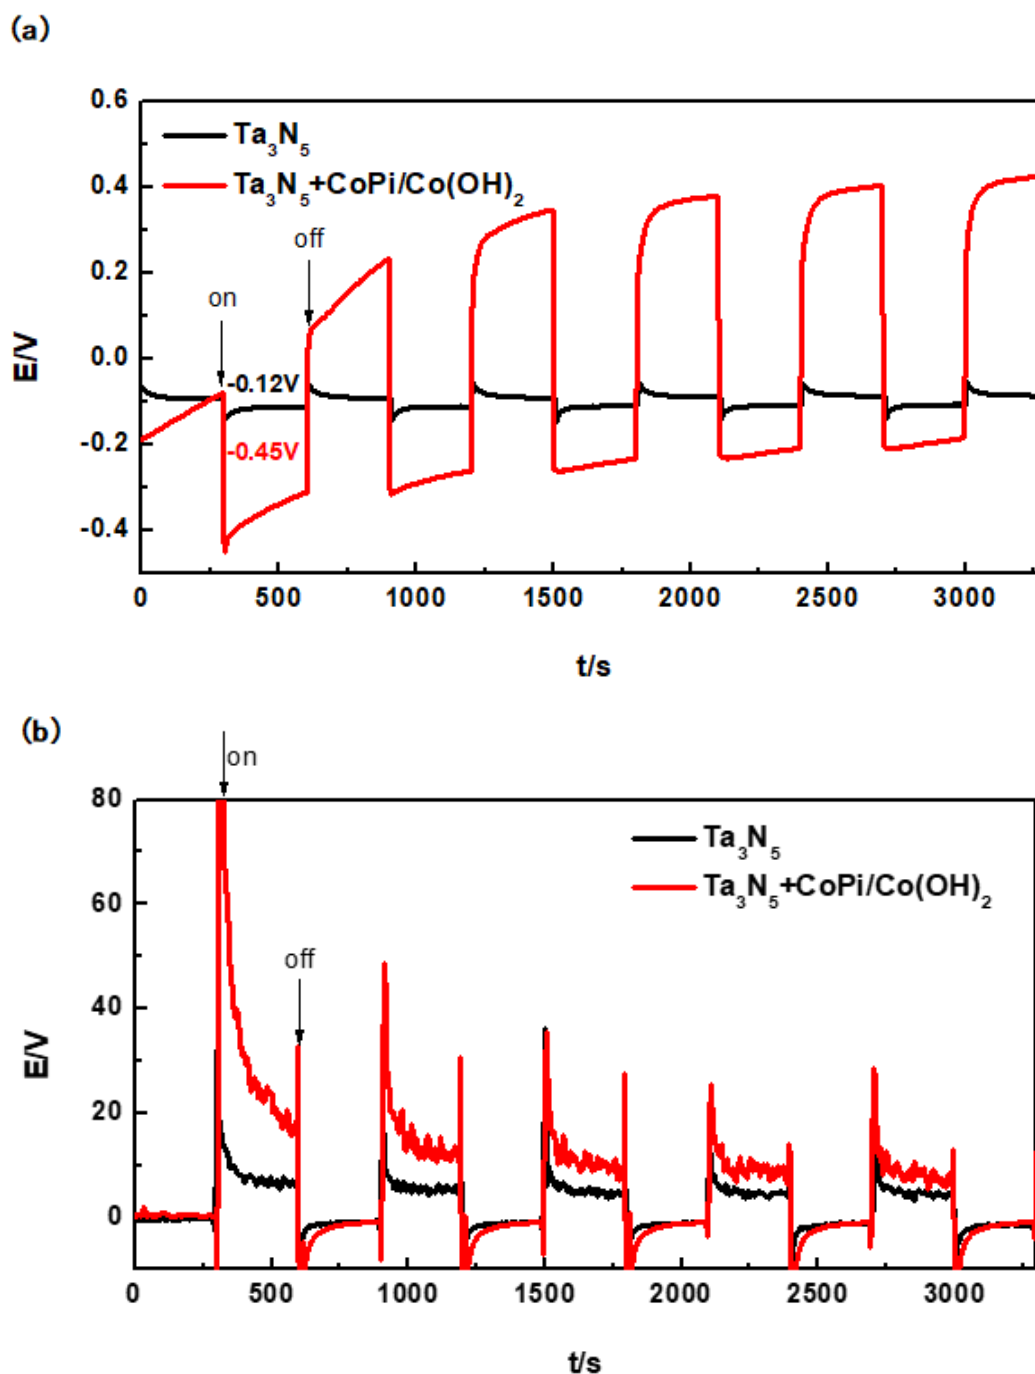 (a)
0.6
Ta₃N₅
Ta₃N₅+CoPi/Co(OH)₂
0.4
off
0.2
on
0.0
-0.12V
E/V
-0.2
-0.45V
-0.4
0 500 1000 1500 2000 2500 3000
t/s
(b)
on
80
Ta₃N₅
Ta₃N₅+CoPi/Co(OH)₂
60
off
40
E/V
20
0
0 500 1000 1500 2000 2500 3000
t/s